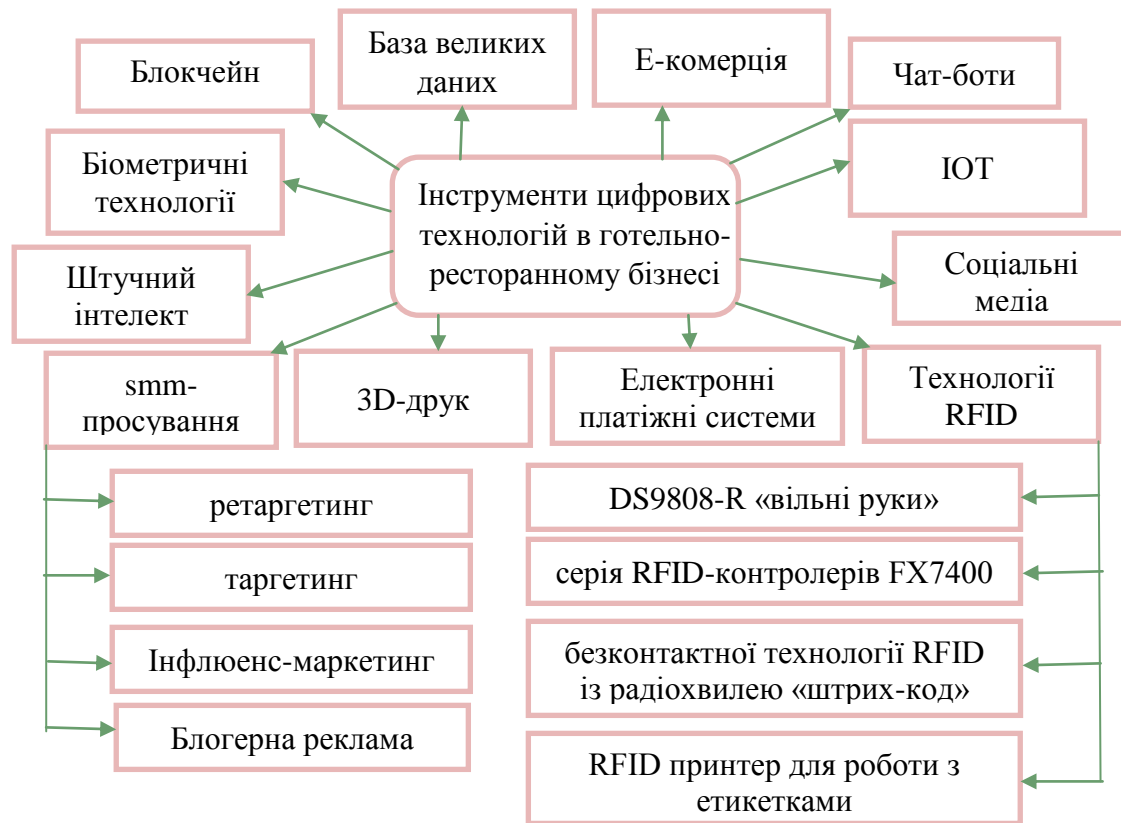 База великих
даних
Е-комерція
Блокчейн
Чат-боти
Біометричні
технології
ІОТ
Інструменти цифрових
технологій в готельно-
ресторанному бізнесі
Штучний
інтелект
Соціальні
медіа
smm-
просування
3D-друк
Електронні
платіжні системи
Технології
RFID
ретаргетинг
таргетинг
Інфлюенс-маркетинг
Блогерна реклама
DS9808-R «вільні руки»
серія RFID-контролерів FX7400
безконтактної технології RFID
із радіохвилею «штрих-код»
RFID принтер для роботи з
етикетками